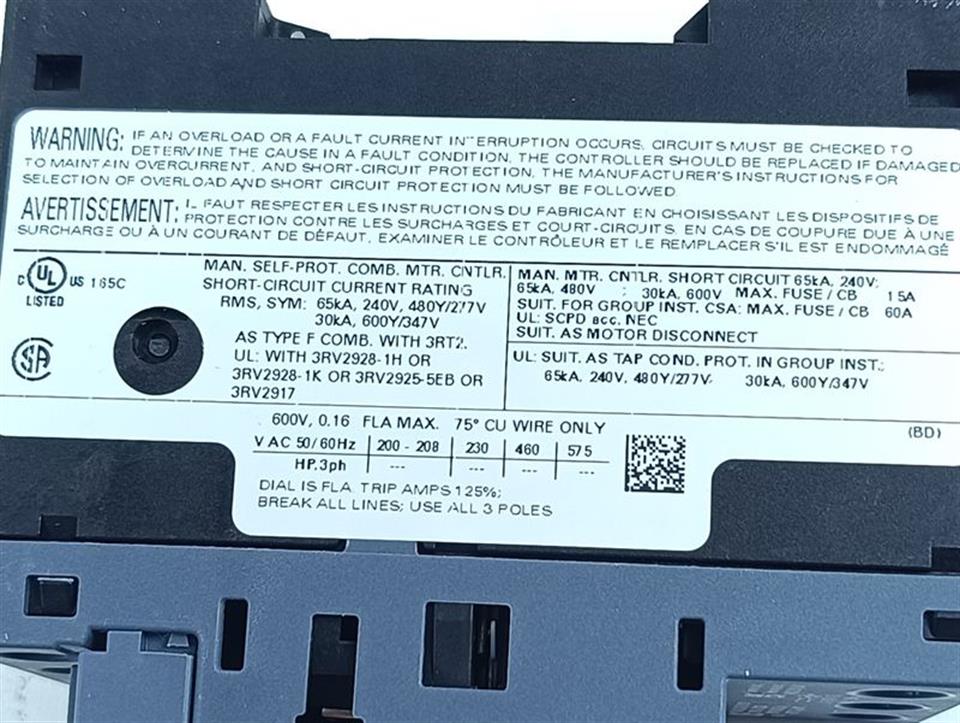 WARNING: IF AN OVERLOAD OR A FAULT CURRENT INTERRUPTION OCCURS, CIRCUITS MUST BE CHECKED TO
DETERMINE THE CAUSE IN A FAULT CONDITION, THE CONTROLLER SHOULD BE REPLACED IF DAMAGED
TO MAINTAIN OVERCURRENT, AND SHORT-CIRCUIT PROTECTION, THE MANUFACTURER'S INSTRUCTIONS FOR
SELECTION OF OVERLOAD AND SHORT CIRCUIT PROTECTION MUST BE FOLLOWED.
AVERTISSEMENT: IL FAUT RESPECTER LES INSTRUCTIONS DU FABRICANT EN CHOISISSANT LES DISPOSITIFS DE
PROTECTION CONTRE LES SURCHARGES ET COURT-CIRCUITS, EN CAS DE COUPURE DUE À UNE
SURCHARGE OU À UN COURANT DE DÉFAUT, EXAMINER LE CONTRÔLEUR ET LE REMPLACER S'IL EST ENDOMMAGÉ
C UL US 165C
LISTED
SA
MAN. SELF-PROT. COMB. MTR. CNTLR.
SHORT-CIRCUIT CURRENT RATING
RMS, SYM: 65kA, 240V, 480Y/277V
30kA, 600Y/347V
AS TYPE F COMB. WITH 3RT2.
UL: WITH 3RV2928-1H OR
3RV2928-1K OR 3RV2925-5EB OR
3RV2917
MAN. MTR. CNTLR. SHORT CIRCUIT 65kA, 240V;
65kA, 480V ; 30kA, 600V MAX. FUSE / CB 15A
SUIT. FOR GROUP INST. CSA: MAX. FUSE / CB 60A
UL: SCPD acc. NEC
SUIT. AS MOTOR DISCONNECT
UL: SUIT. AS TAP COND. PROT. IN GROUP INST.;
65kA, 240V, 480Y/277V; 30kA, 600Y/347V
600V, 0.16 FLA MAX. 75° CU WIRE ONLY
(BD)
V AC 50/60Hz 200 - 208 230 460 575
HP.3ph --- --- --- ---
DIAL IS FLA. TRIP AMPS 125%;
BREAK ALL LINES; USE ALL 3 POLES